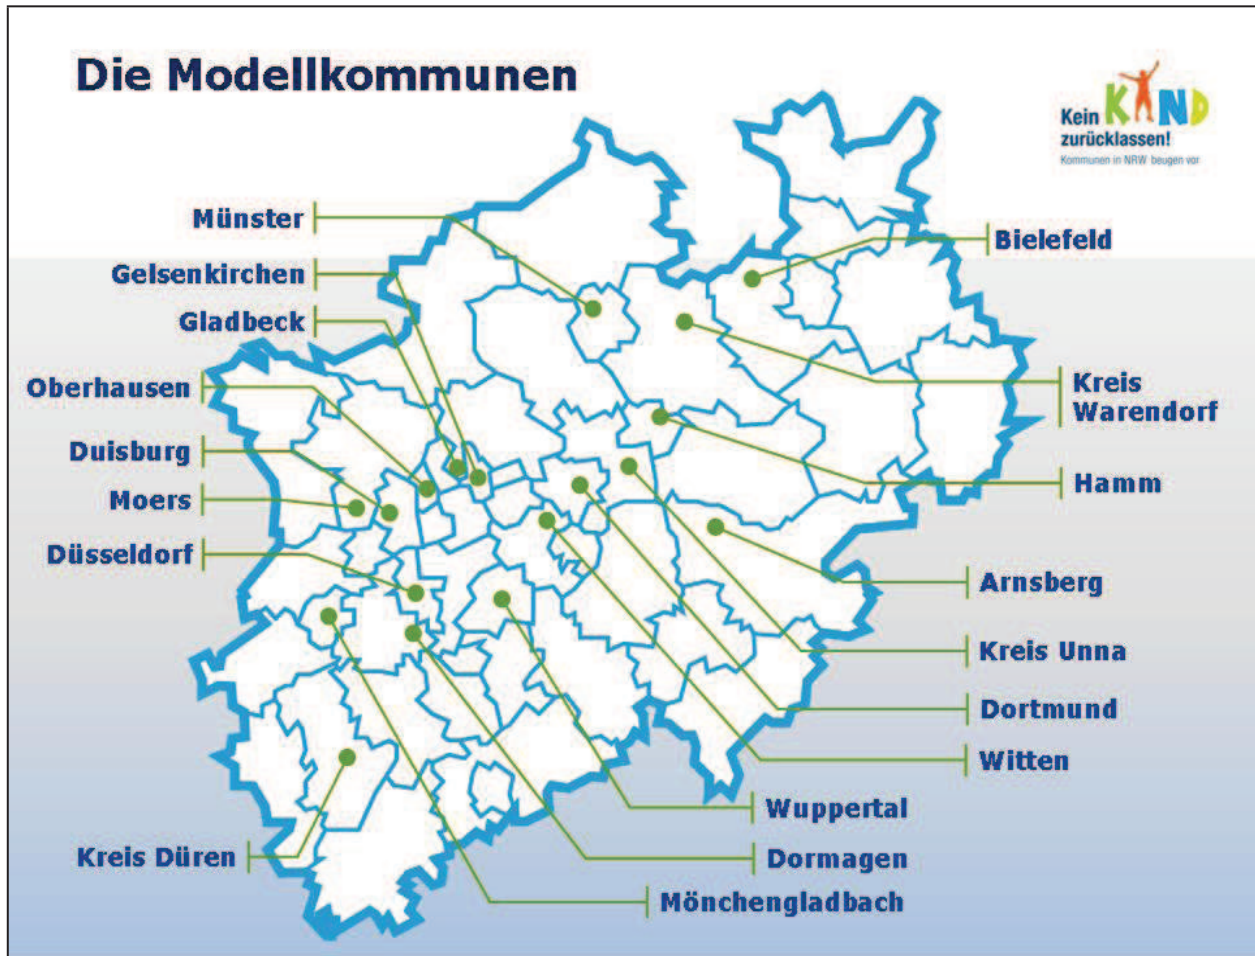 Die Modellkommunen
Kein KIND
zurücklassen!
Kommunen in NRW beugen vor
Münster
Gelsenkirchen
Gladbeck
Oberhausen
Duisburg
Moers
Düsseldorf
Kreis Düren
Bielefeld
Kreis
Warendorf
Hamm
Arnsberg
Kreis Unna
Dortmund
Witten
Wuppertal
Dormagen
Mönchengladbach